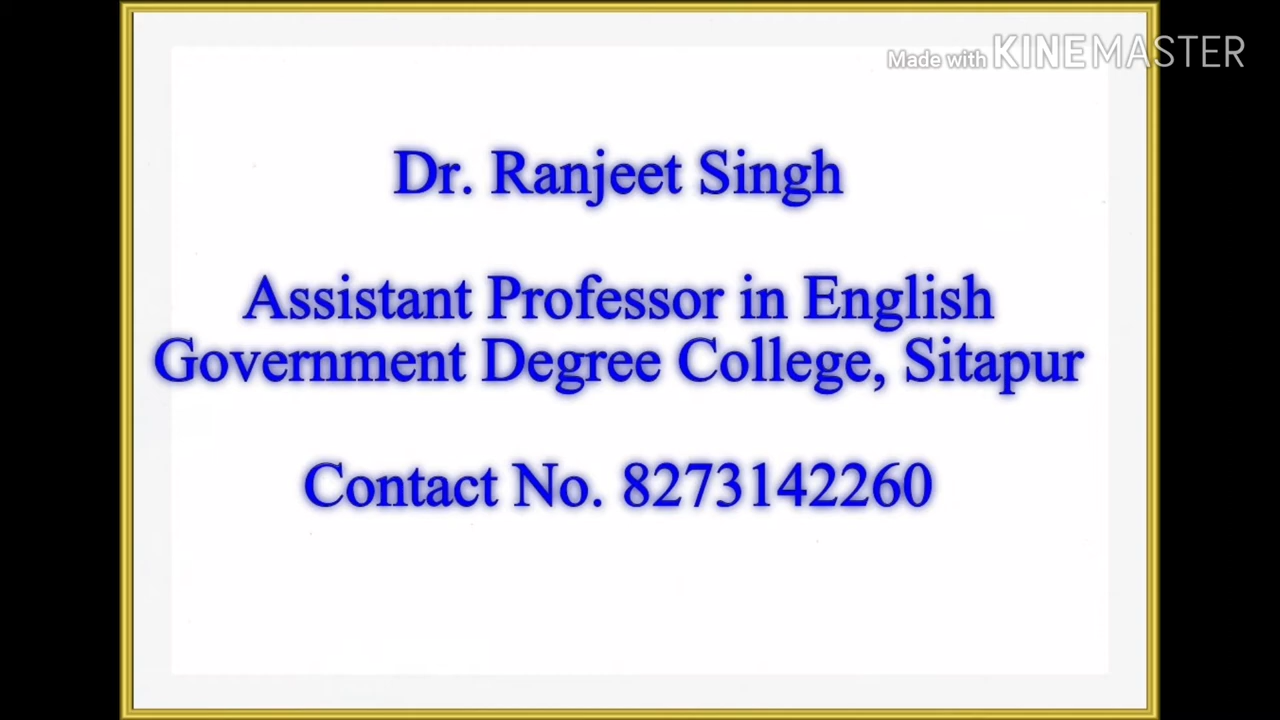 Made with KINEMASTER
Dr. Ranjeet Singh
Assistant Professor in English
Government Degree College, Sitapur
Contact No. 8273142260